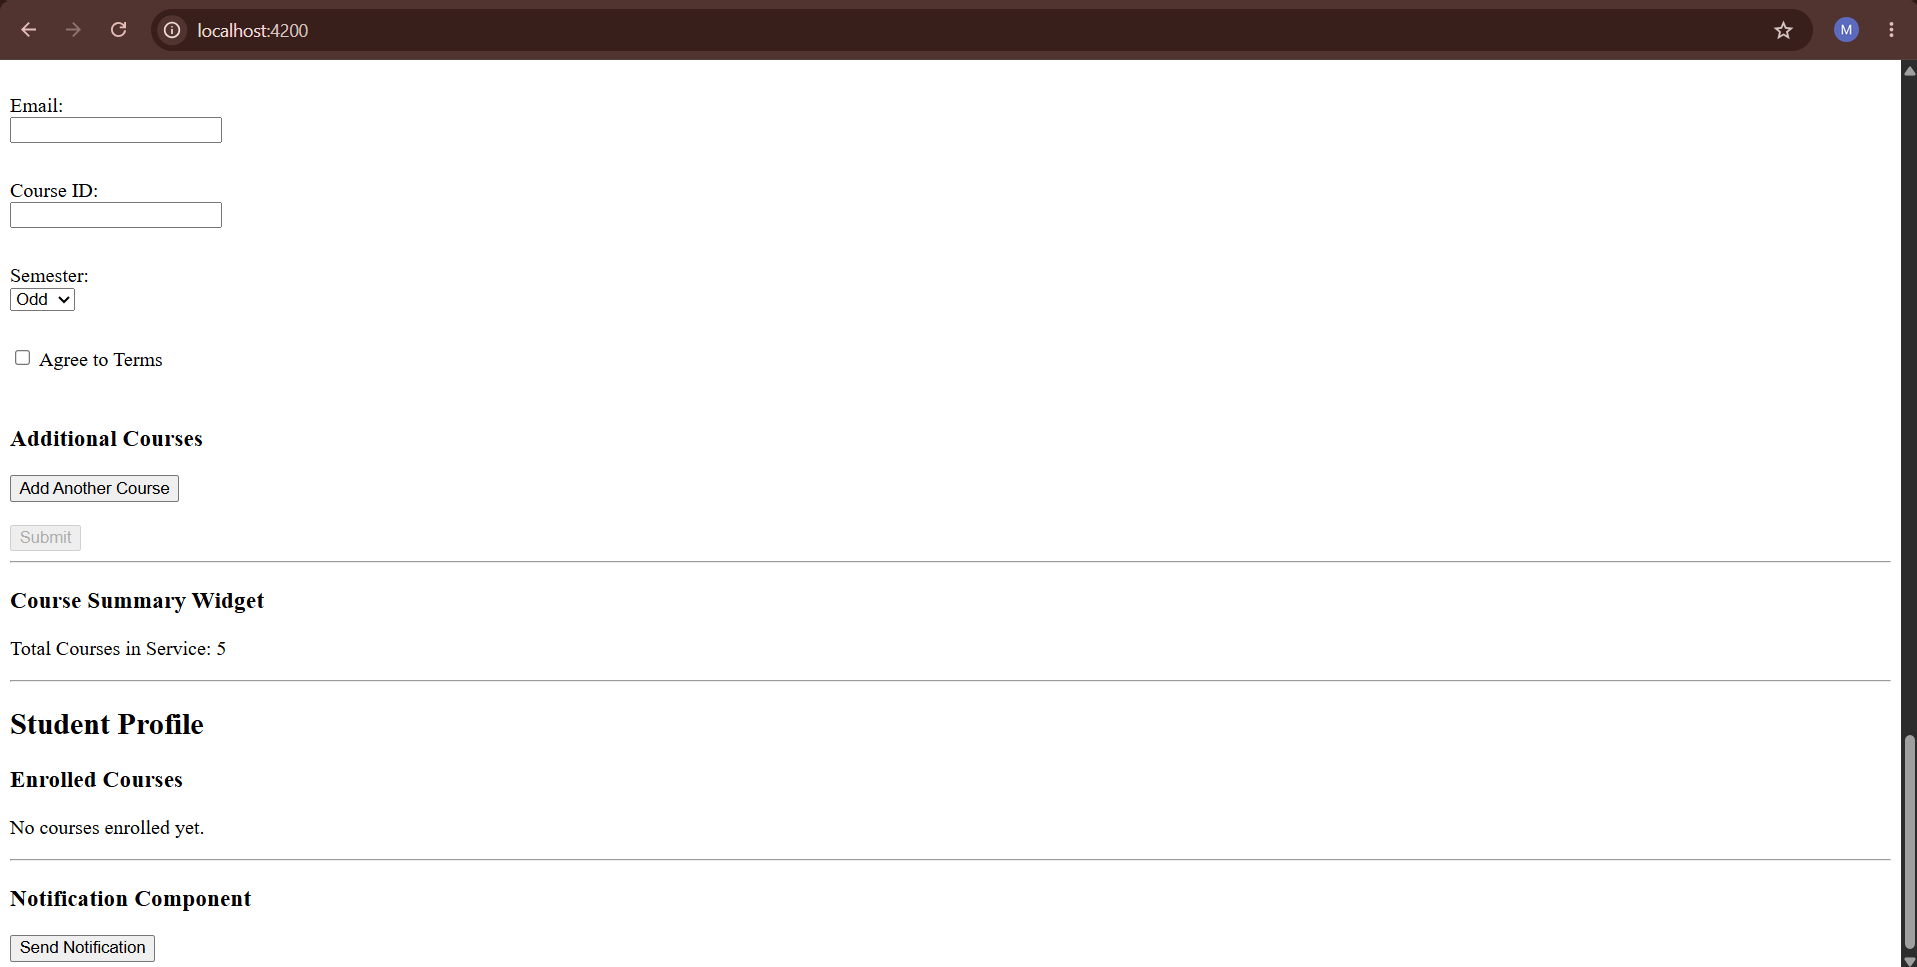 localhost:4200
M
Email:
Course ID:
Semester:
Odd
Agree to Terms
Additional Courses
Add Another Course
Submit
Course Summary Widget
Total Courses in Service: 5
Student Profile
Enrolled Courses
No courses enrolled yet.
Notification Component
Send Notification